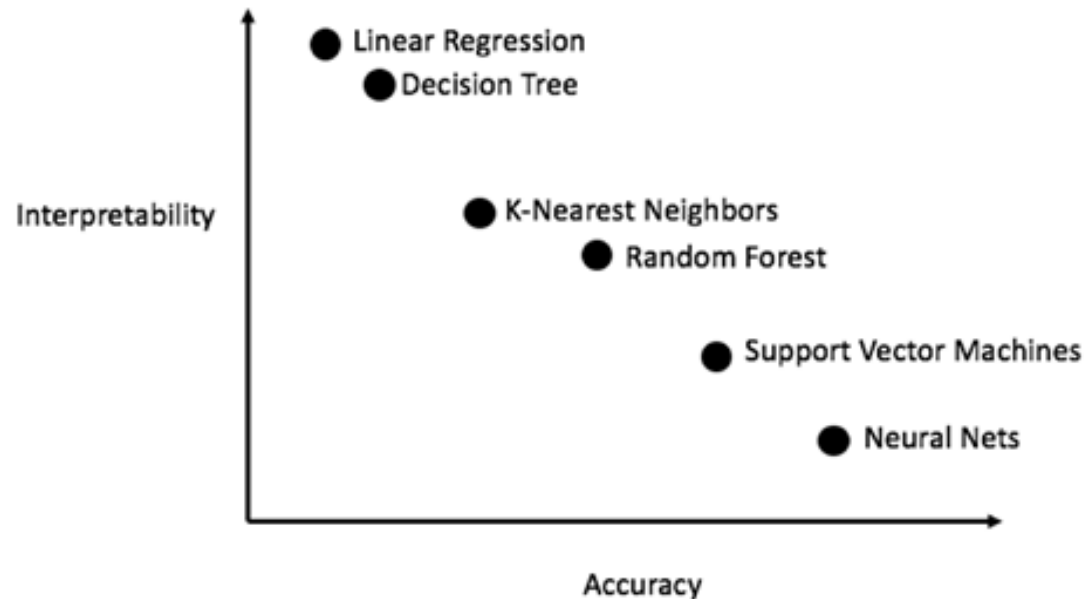 Linear Regression
Decision Tree
Interpretability
K-Nearest Neighbors
Random Forest
Support Vector Machines
Neural Nets
Accuracy